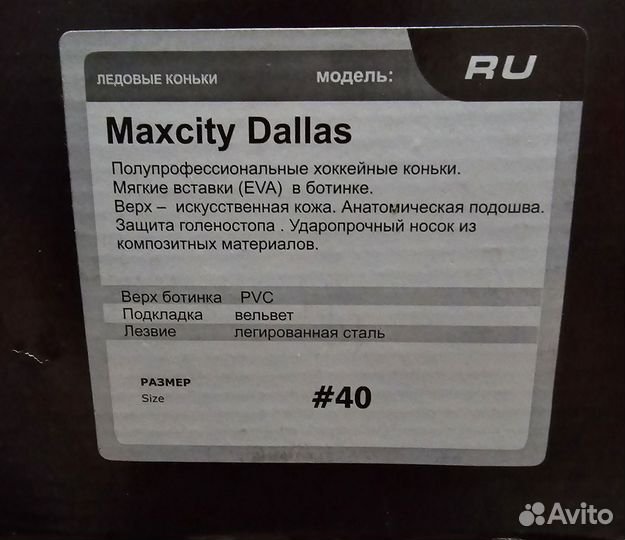 ЛЕДОВЫЕ КОНЬКИ модель: RU
Maxcity Dallas
Полупрофессиональные хоккейные коньки.
Мягкие вставки (EVA) в ботинке.
Верх – искусственная кожа. Анатомическая подошва.
Защита голеностопа . Ударопрочный носок из
композитных материалов.
Верх ботинка PVC
Подкладка вельвет
Лезвие легированная сталь
РАЗМЕР
Size
#40
Avito